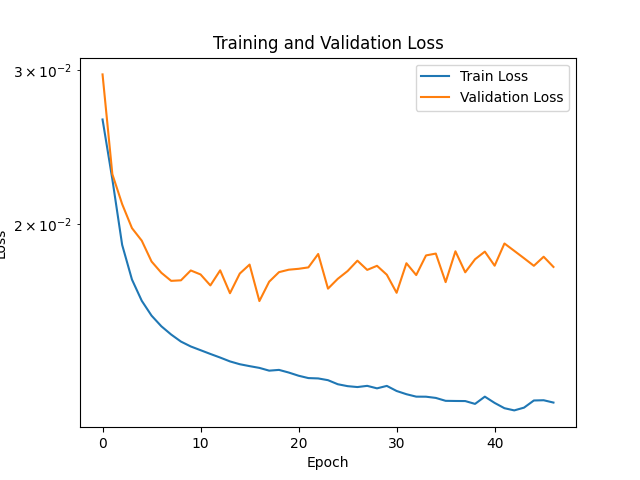 Training and Validation Loss
3 × 10⁻²
2 × 10⁻²
Loss
Train Loss
Validation Loss
0 10 20 30 40
Epoch